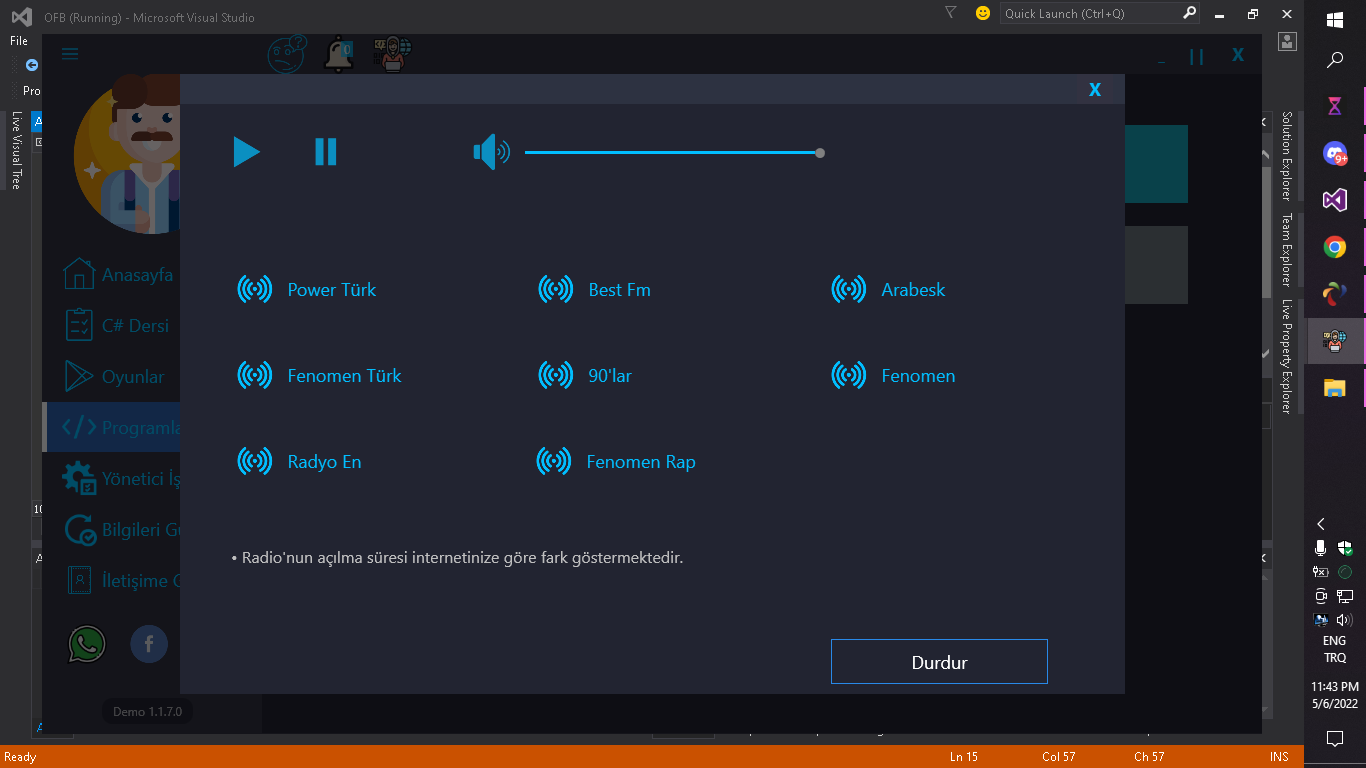 OFB (Running) - Microsoft Visual Studio
Quick Launch (Ctrl+Q)
File
0
X
X
Pro
Live Visual Tree
Solution Explorer
Team Explorer
Live Property Explorer
9+
Power Türk
Best Fm
Arabesk
Fenomen Türk
90'lar
Fenomen
Radyo En
Fenomen Rap
• Radio'nun açılma süresi internetinize göre fark göstermektedir.
Durdur
Anasayfa
C# Dersi
Oyunlar
Programla
Yönetici İş
Bilgileri G
İletişime
Demo 1.1.7.0
ENG
TRQ
11:43 PM
5/6/2022
Ready
Ln 15
Col 57
Ch 57
INS